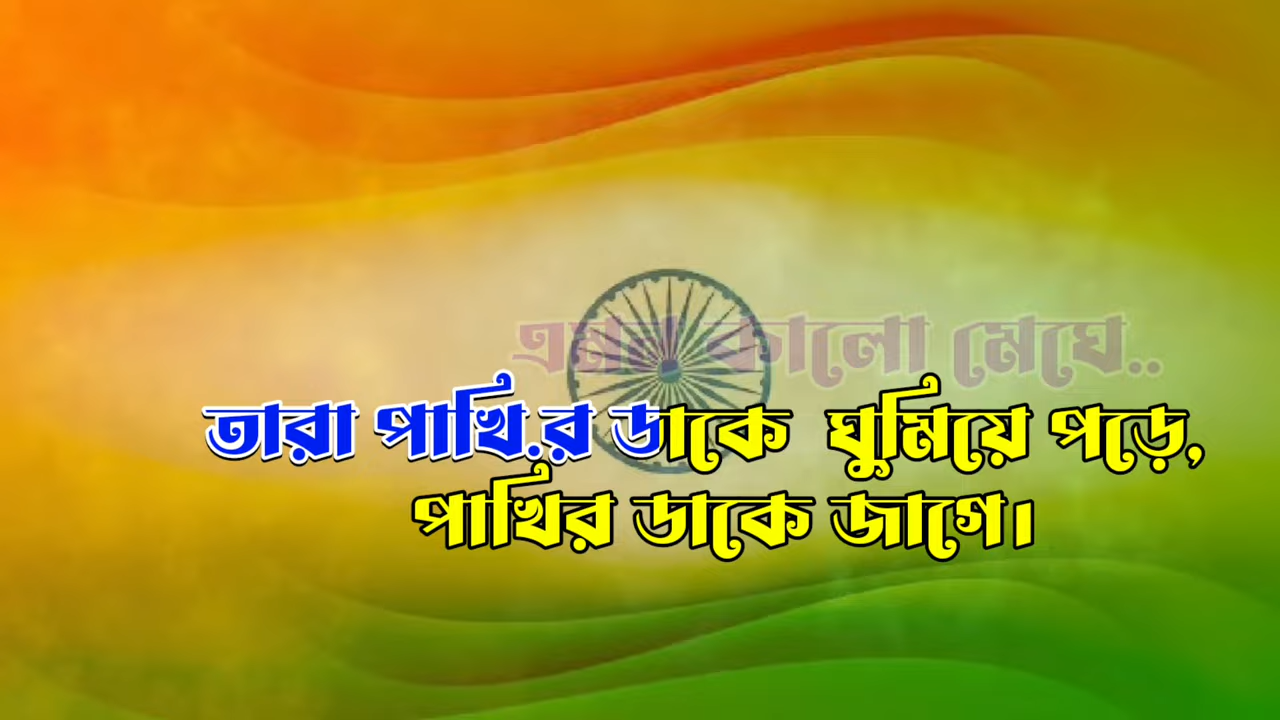 এমন কালো মেঘে..
তারা পাখি.র ডাকে ঘুমিয়ে পড়ে,
পাখির ডাকে জাগে।